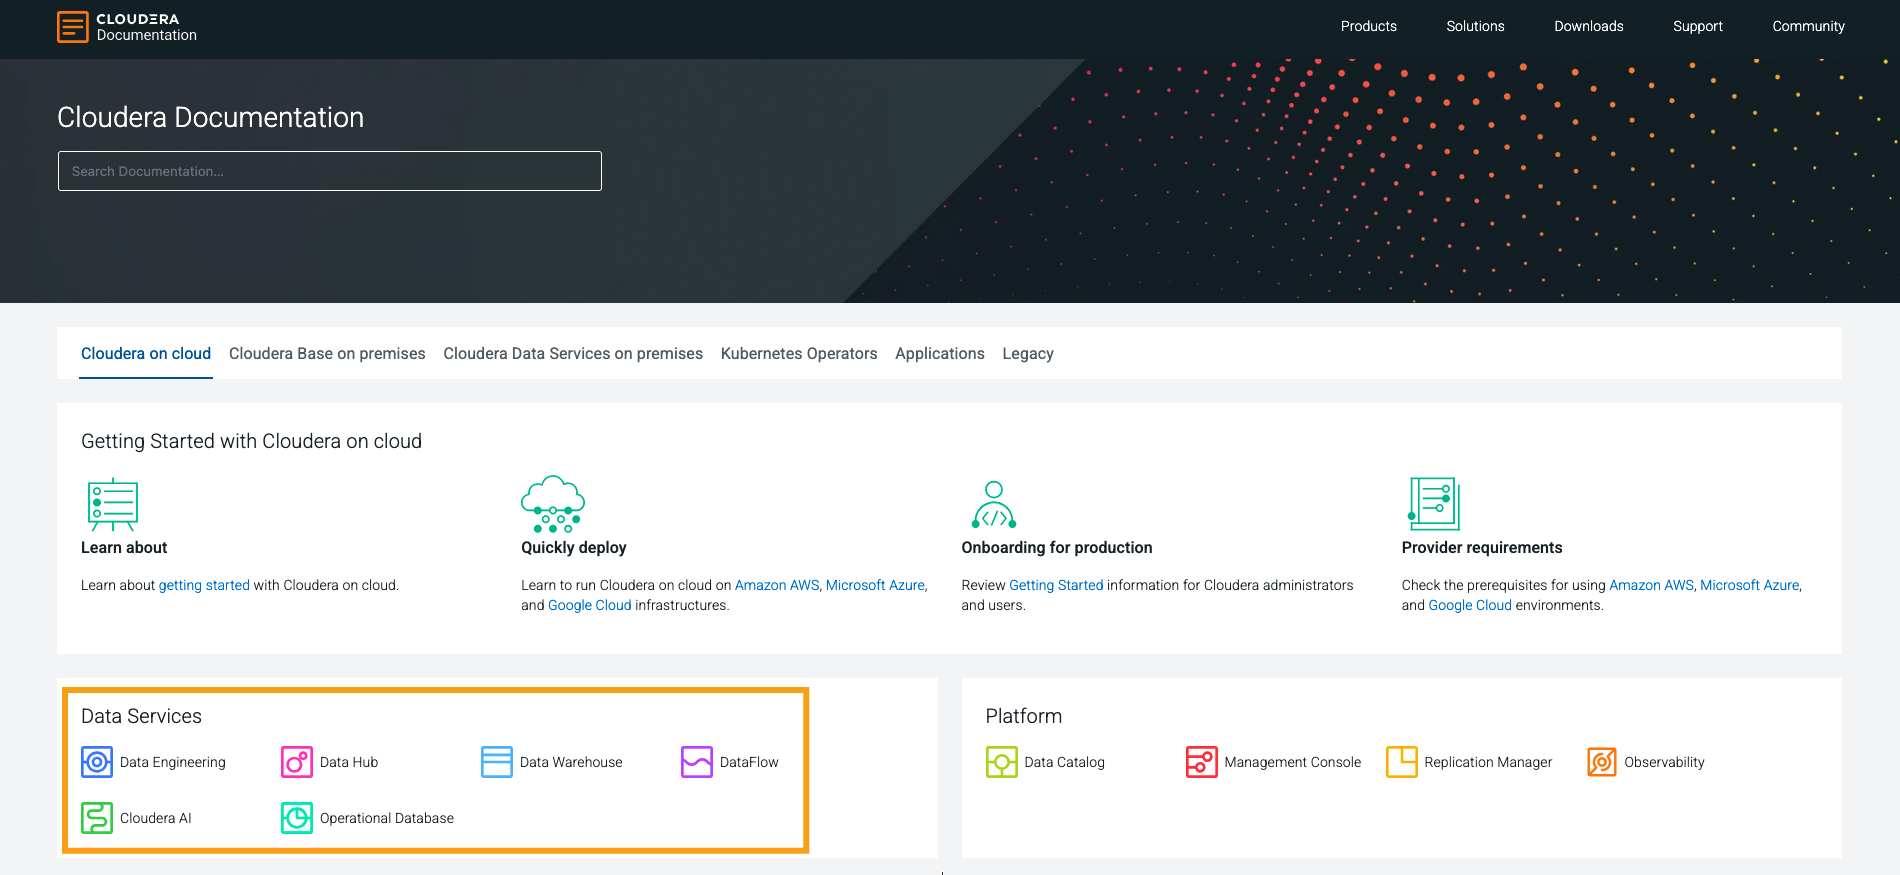 CLOUDERA
Documentation
Products Solutions Downloads Support Community
Cloudera Documentation
Search Documentation...
Cloudera on cloud Cloudera Base on premises Cloudera Data Services on premises Kubernetes Operators Applications Legacy
Getting Started with Cloudera on cloud
Learn about
Learn about getting started with Cloudera on cloud.
Quickly deploy
Learn to run Cloudera on cloud on Amazon AWS, Microsoft Azure,
and Google Cloud infrastructures.
Onboarding for production
Review Getting Started information for Cloudera administrators
and users.
Provider requirements
Check the prerequisites for using Amazon AWS, Microsoft Azure,
and Google Cloud environments.
Data Services
Data Engineering Data Hub Data Warehouse DataFlow
Cloudera AI Operational Database
Platform
Data Catalog Management Console Replication Manager Observability